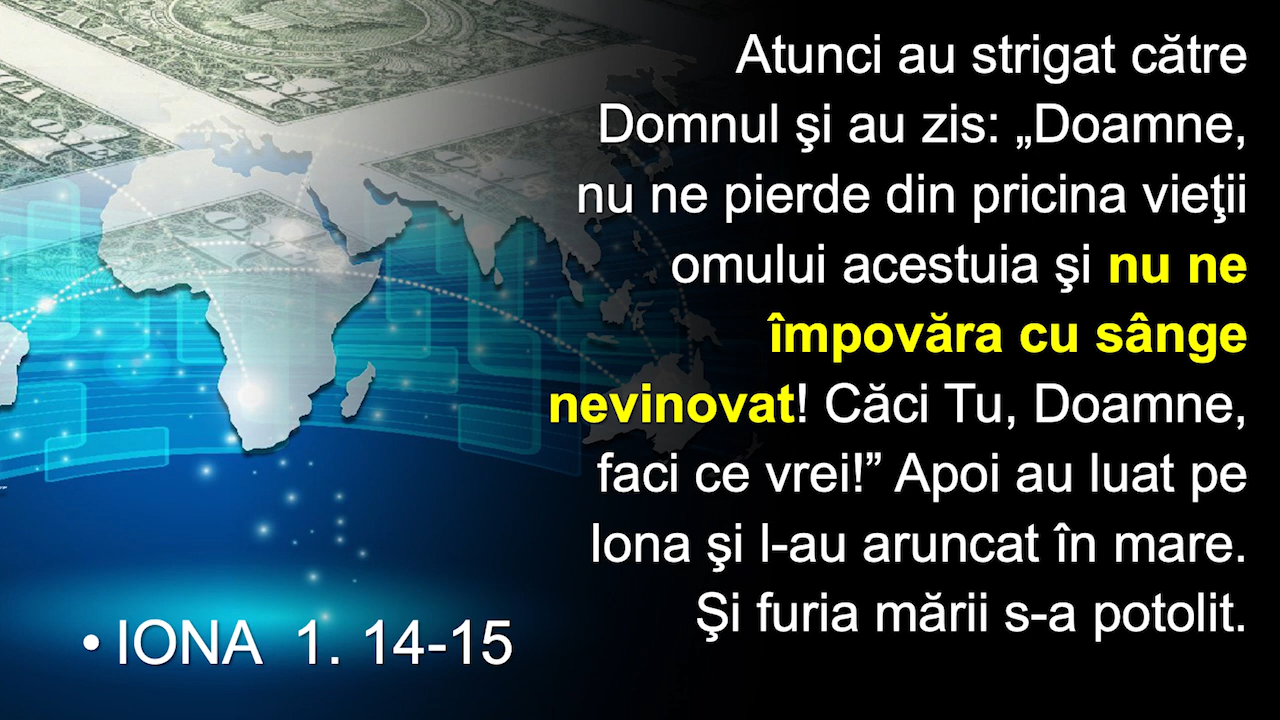 Atunci au strigat către
Domnul şi au zis: „Doamne,
nu ne pierde din pricina vieţii
omului acestuia şi nu ne
împovăra cu sânge
nevinovat! Căci Tu, Doamne,
faci ce vrei!” Apoi au luat pe
Iona şi l-au aruncat în mare.
Şi furia mării s-a potolit.
• IONA 1. 14-15